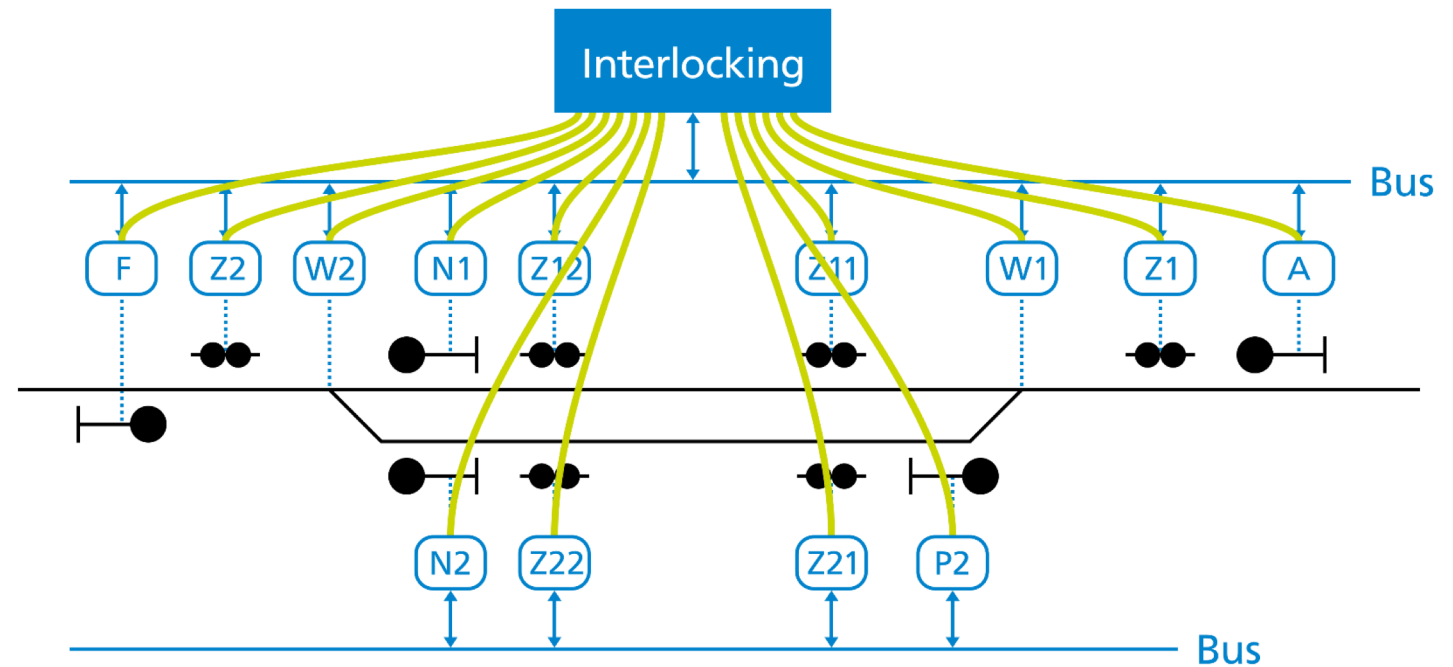 Interlocking
Bus
F Z2 W2 N1 Z12 Z11 W1 Z1 A
N2 Z22 Z21 P2
Bus